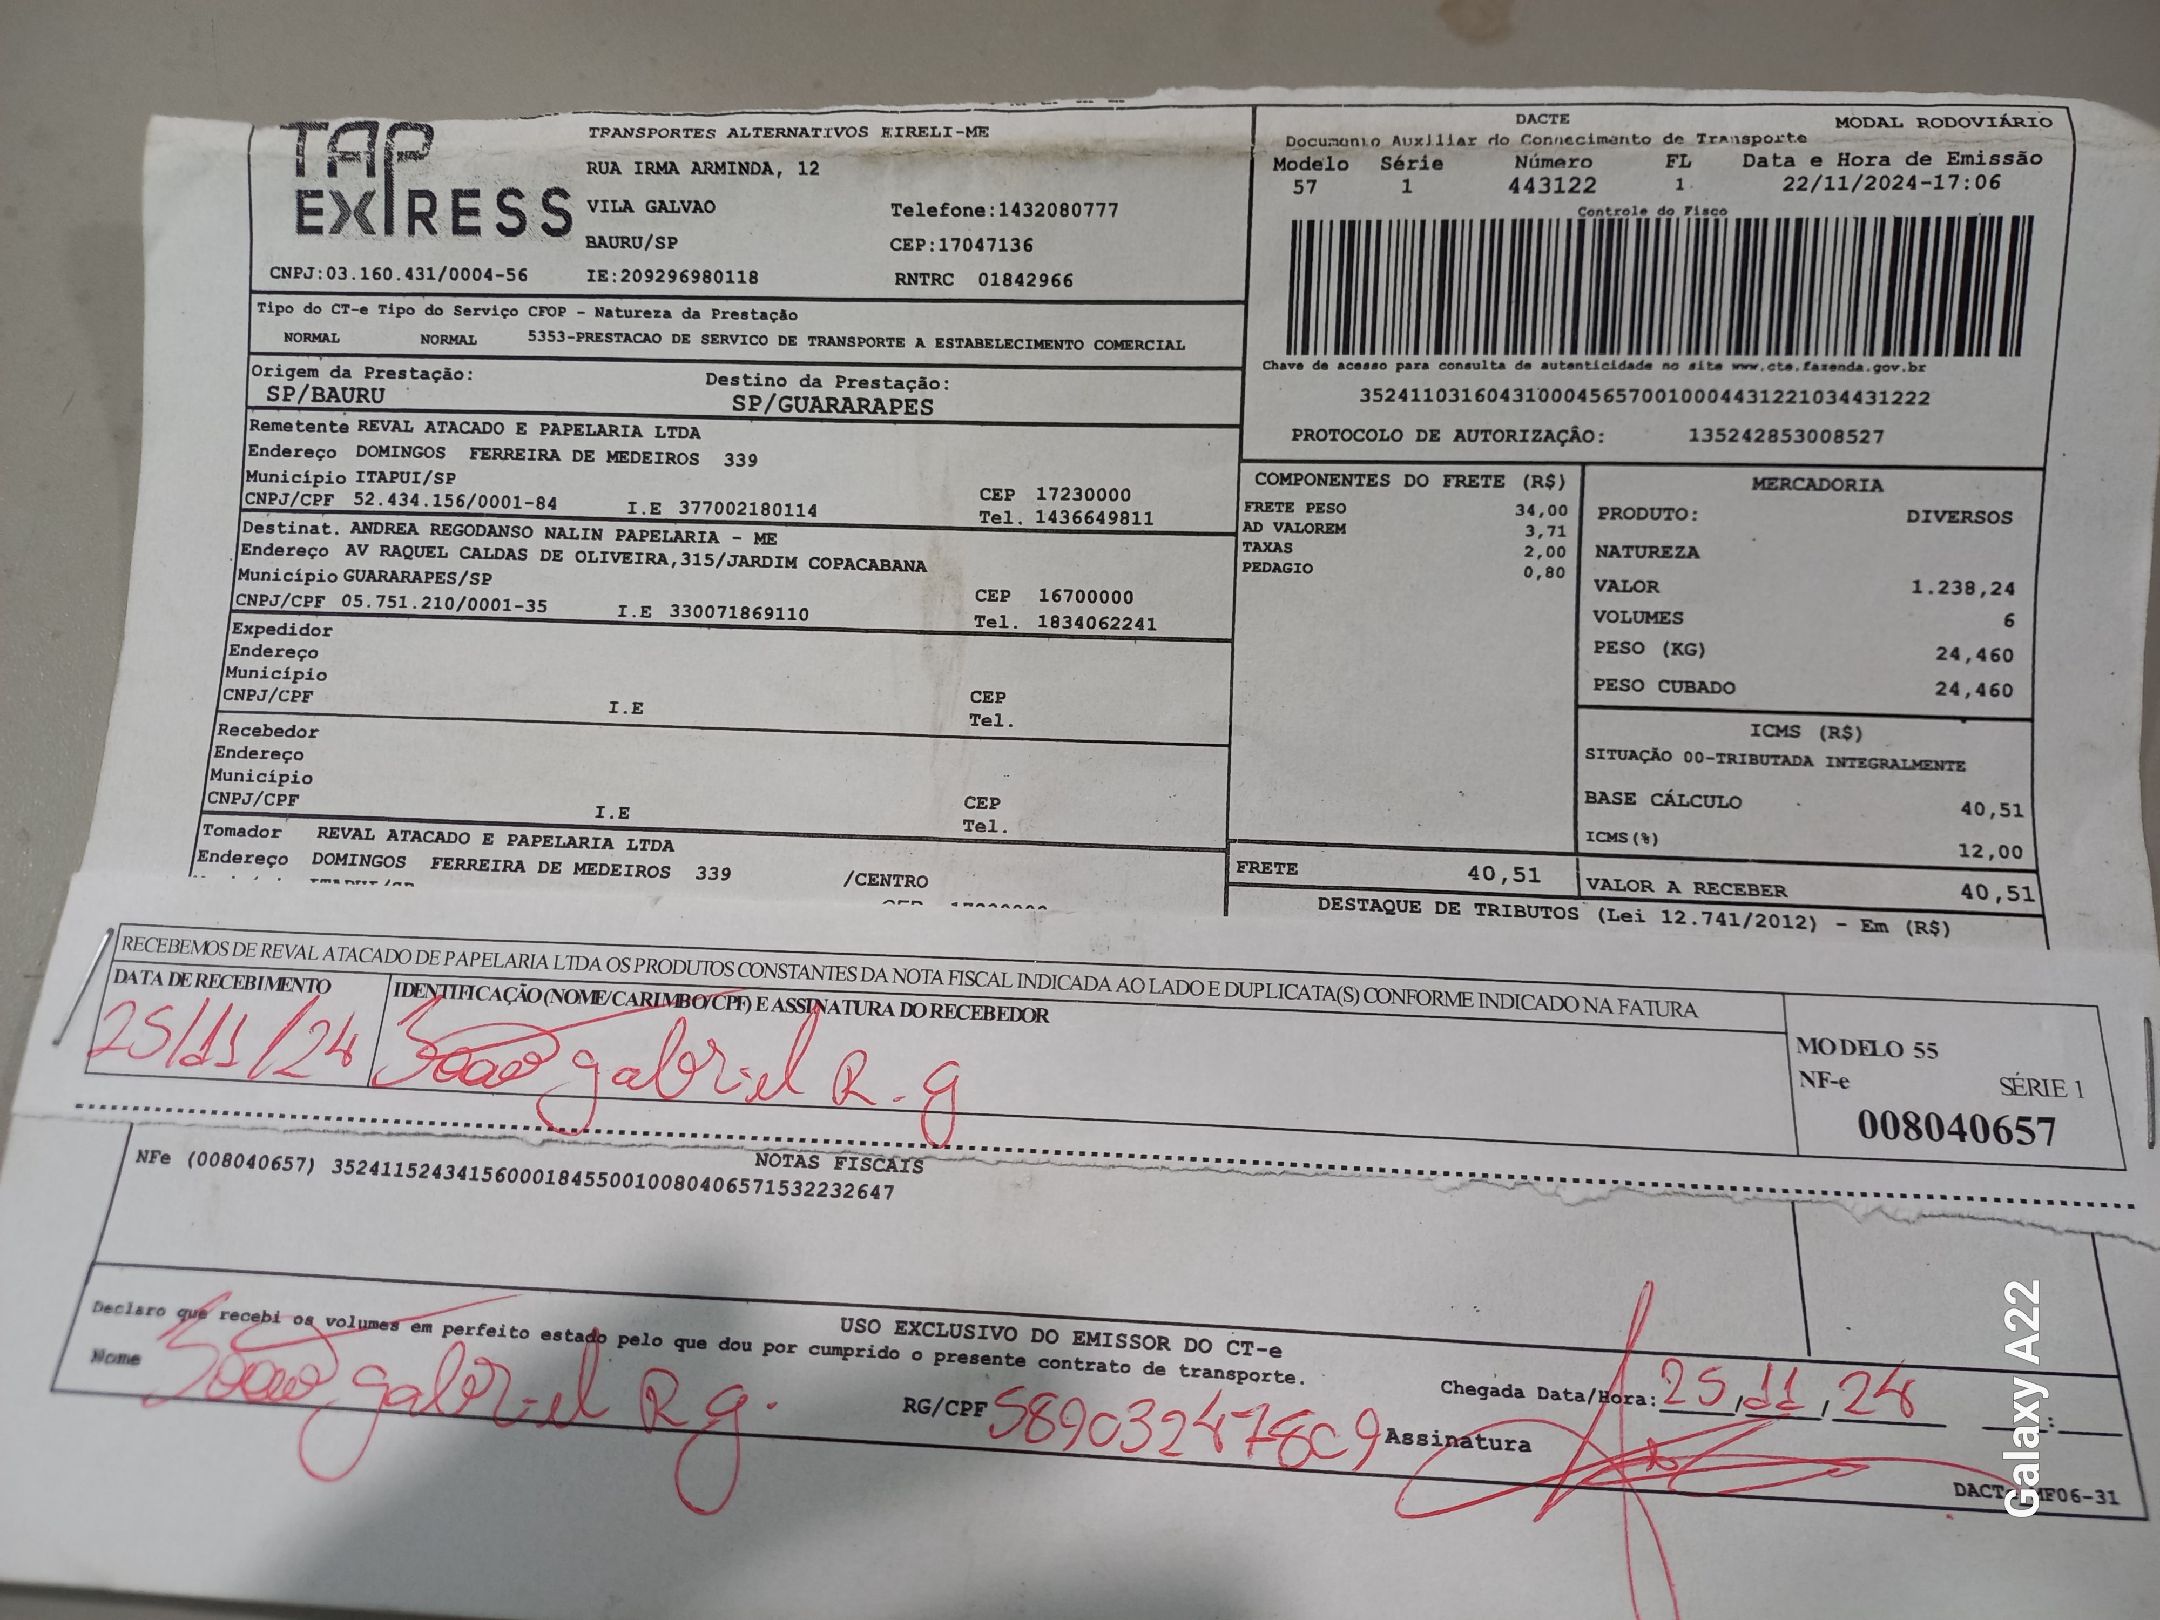 TAP
EXPRESS
TRANSPORTES ALTERNATIVOS EIRELI-ME
RUA IRMA ARMINDA, 12
VILA GALVAO Telefone:1432080777
BAURU/SP CEP:17047136
CNPJ:03.160.431/0004-56 IE:209296980118 RNTRC 01842966
DACTE MODAL RODOVIÁRIO
Documento Auxiliar do Conhecimento de Transporte
Modelo Série Número FL Data e Hora de Emissão
57 1 443122 1 22/11/2024-17:06
Controle do Fisco
Chave de acesso para consulta de autenticidade no site www.cte.fazenda.gov.br
35241103160431000456570010004431221034431222
PROTOCOLO DE AUTORIZAÇÃO: 135242853008527
Tipo do CT-e Tipo do Serviço CFOP - Natureza da Prestação
NORMAL NORMAL 5353-PRESTACAO DE SERVICO DE TRANSPORTE A ESTABELECIMENTO COMERCIAL
Origem da Prestação: Destino da Prestação:
SP/BAURU SP/GUARARAPES
Remetente REVAL ATACADO E PAPELARIA LTDA
Endereço DOMINGOS FERREIRA DE MEDEIROS 339
Município ITAPUI/SP CEP 17230000
CNPJ/CPF 52.434.156/0001-84 I.E 377002180114 Tel. 1436649811
Destinat. ANDREA REGODANSO NALIN PAPELARIA - ME
Endereço AV RAQUEL CALDAS DE OLIVEIRA,315/JARDIM COPACABANA
Município GUARARAPES/SP CEP 16700000
CNPJ/CPF 05.751.210/0001-35 I.E 330071869110 Tel. 1834062241
Expedidor
Endereço
Município
CNPJ/CPF I.E CEP
Tel.
Recebedor
Endereço
Município
CNPJ/CPF I.E CEP
Tel.
Tomador REVAL ATACADO E PAPELARIA LTDA
Endereço DOMINGOS FERREIRA DE MEDEIROS 339 /CENTRO
COMPONENTES DO FRETE (R$)
FRETE PESO 34,00
AD VALOREM 3,71
TAXAS 2,00
PEDAGIO 0,80
FRETE 40,51
MERCADORIA
PRODUTO: DIVERSOS
NATUREZA
VALOR 1.238,24
VOLUMES 6
PESO (KG) 24,460
PESO CUBADO 24,460
ICMS (R$)
SITUAÇÃO 00-TRIBUTADA INTEGRALMENTE
BASE CÁLCULO 40,51
ICMS(%) 12,00
VALOR A RECEBER 40,51
DESTAQUE DE TRIBUTOS (Lei 12.741/2012) - Em (R$)
RECEBEMOS DE REVAL ATACADO DE PAPELARIA LTDA OS PRODUTOS CONSTANTES DA NOTA FISCAL INDICADA AO LADO E DUPLICATA(S) CONFORME INDICADO NA FATURA
DATA DE RECEBIMENTO IDENTIFICAÇÃO (NOME/CARIMBO/CPF) E ASSINATURA DO RECEBEDOR
25/11/24 João gabriel R. g
MODELO 55
NF-e SÉRIE 1
008040657
NOTAS FISCAIS
NFe (008040657) 35241152434156000184550010080406571532232647
USO EXCLUSIVO DO EMISSOR DO CT-e
Declaro que recebi os volumes em perfeito estado pelo que dou por cumprido o presente contrato de transporte.
Nome João gabriel R g. RG/CPF 58903247809 Assinatura
Chegada Data/Hora: 25,11,24 __:__
Galaxy A22